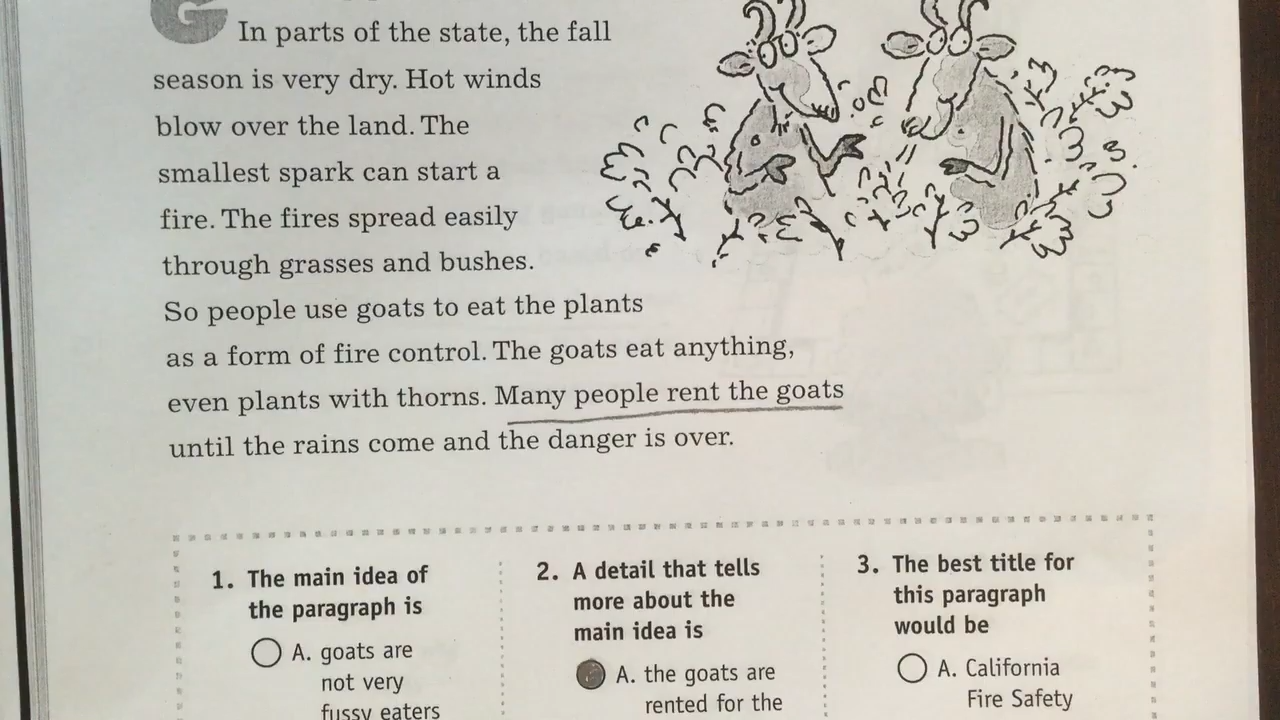 G
In parts of the state, the fall
season is very dry. Hot winds
blow over the land. The
smallest spark can start a
fire. The fires spread easily
through grasses and bushes.
So people use goats to eat the plants
as a form of fire control. The goats eat anything,
even plants with thorns. Many people rent the goats
until the rains come and the danger is over.
1. The main idea of
the paragraph is
A. goats are
not very
fussy eaters
2. A detail that tells
more about the
main idea is
A. the goats are
rented for the
3. The best title for
this paragraph
would be
A. California
Fire Safety